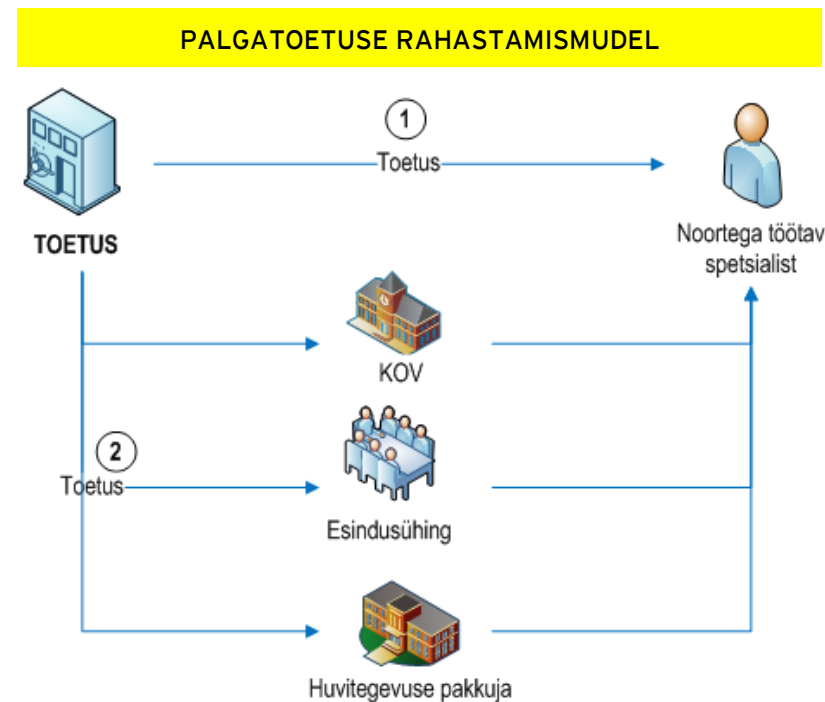 PALGATOETUSE RAHASTAMISMUDEL
1
Toetus
TOETUS
Noortega töötav
spetsialist
KOV
2
Toetus
Esindusühing
Huvitegevuse pakkuja